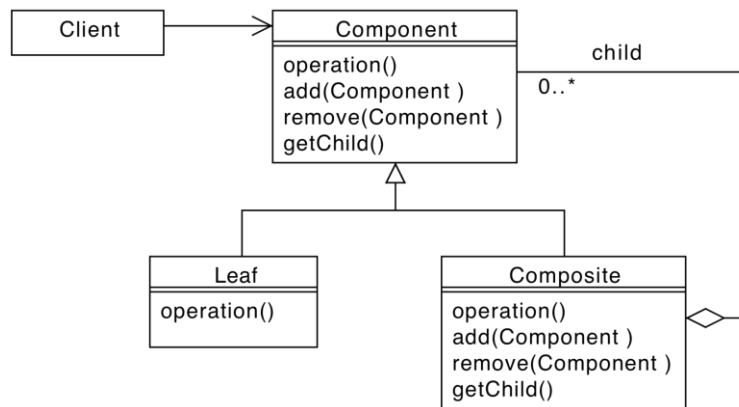 Client
Component
operation()
add(Component )
remove(Component )
getChild()
child
0..*
Leaf
operation()
Composite
operation()
add(Component )
remove(Component )
getChild()